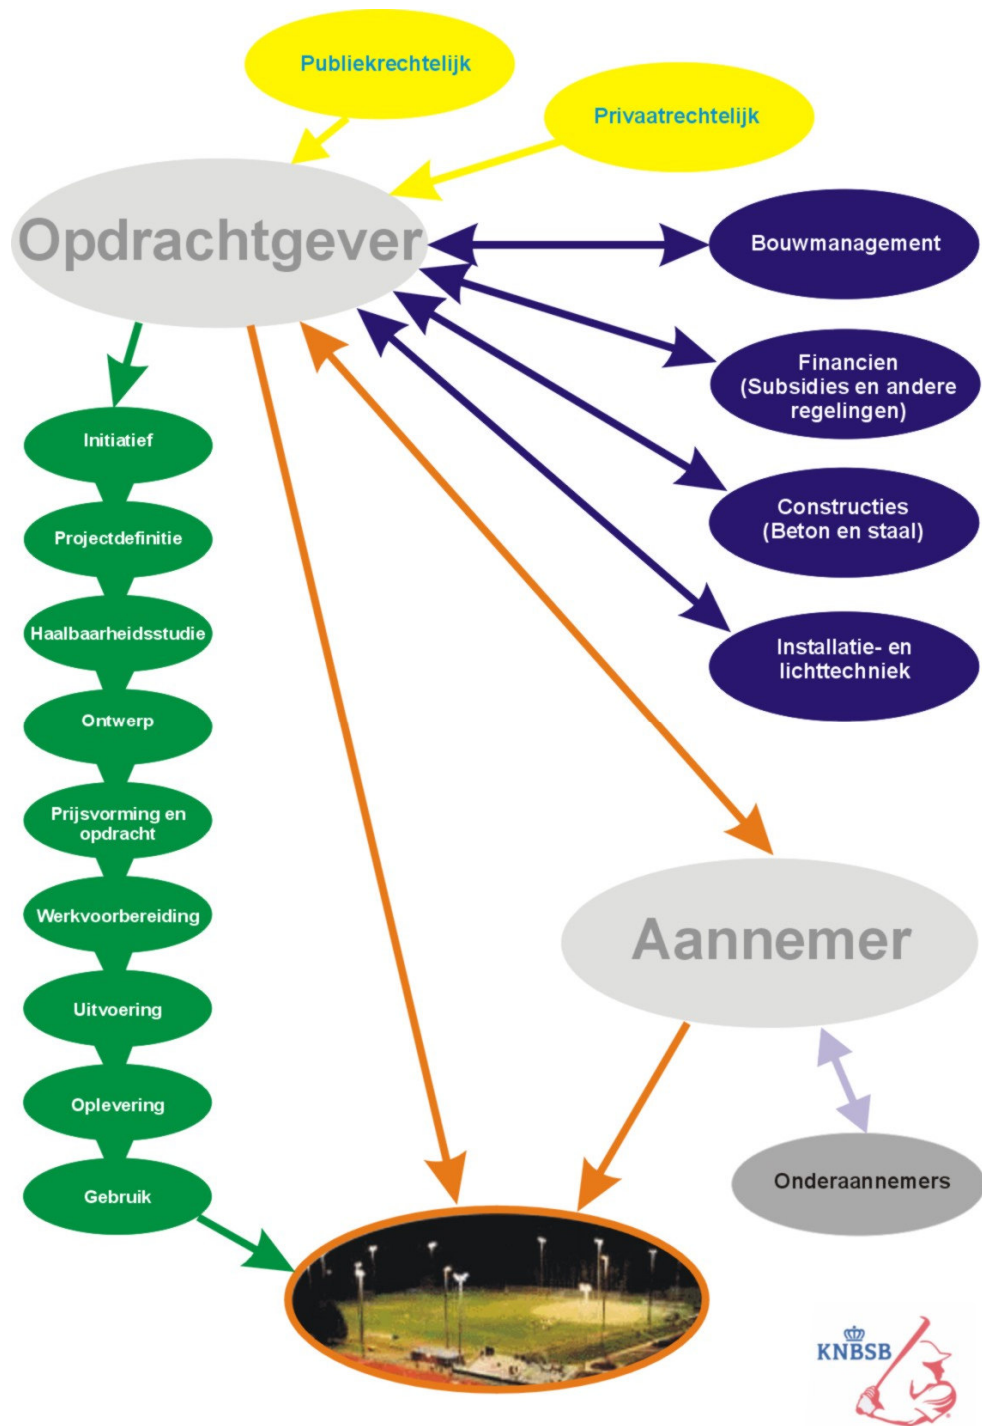 Publiekrechtelijk
Privaatrechtelijk
Opdrachtgever
Bouwmanagement
Financien
(Subsidies en andere
regelingen)
Constructies
(Beton en staal)
Installatie- en
lichttechniek
Initiatief
Projectdefinitie
Haalbaarheidsstudie
Ontwerp
Prijsvorming en
opdracht
Werkvoorbereiding
Uitvoering
Oplevering
Gebruik
Aannemer
Onderaannemers
KNBSB